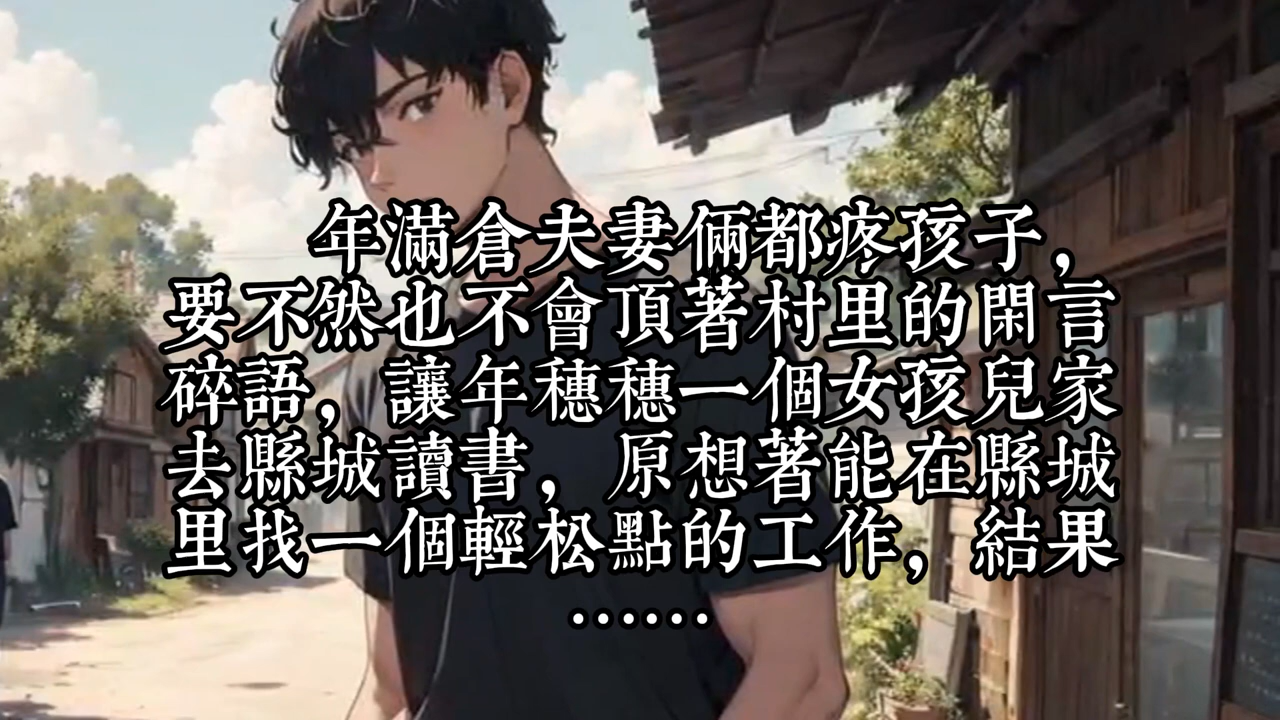 年滿倉夫妻倆都疼孩子，
要不然也不會頂著村里的閑言
碎語，讓年穗穗一個女孩兒家
去縣城讀書，原想著能在縣城
里找一個輕松點的工作，結果
……